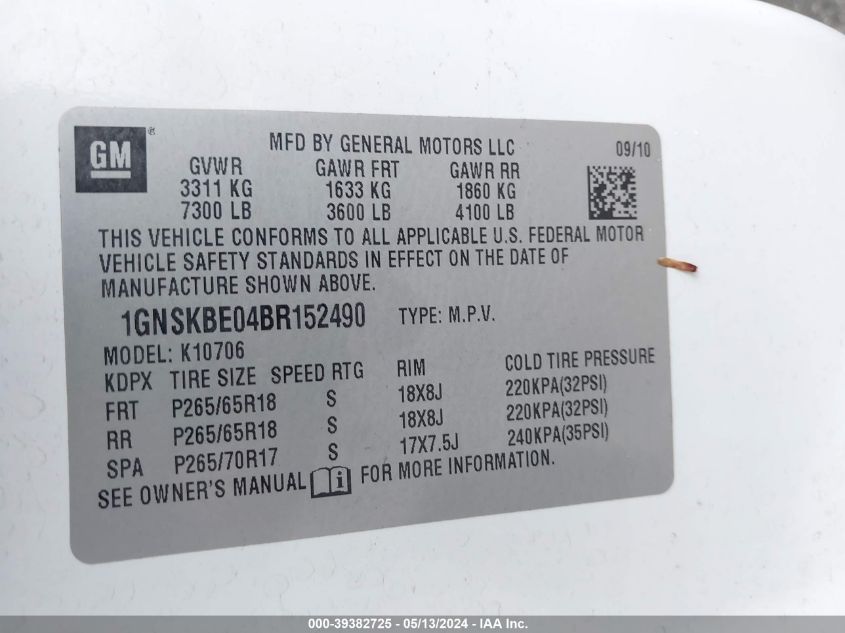 GM ®
MFD BY GENERAL MOTORS LLC 09/10
GVWR GAWR FRT GAWR RR
3311 KG 1633 KG 1860 KG
7300 LB 3600 LB 4100 LB
THIS VEHICLE CONFORMS TO ALL APPLICABLE U.S. FEDERAL MOTOR
VEHICLE SAFETY STANDARDS IN EFFECT ON THE DATE OF
MANUFACTURE SHOWN ABOVE.
1GNSKBE04BR152490 TYPE: M.P.V.
MODEL: K10706
KDPX TIRE SIZE SPEED RTG RIM COLD TIRE PRESSURE
FRT P265/65R18 S 18X8J 220KPA(32PSI)
RR P265/65R18 S 18X8J 220KPA(32PSI)
SPA P265/70R17 S 17X7.5J 240KPA(35PSI)
SEE OWNER'S MANUAL i FOR MORE INFORMATION.
000-39382725 - 05/13/2024 - IAA Inc.